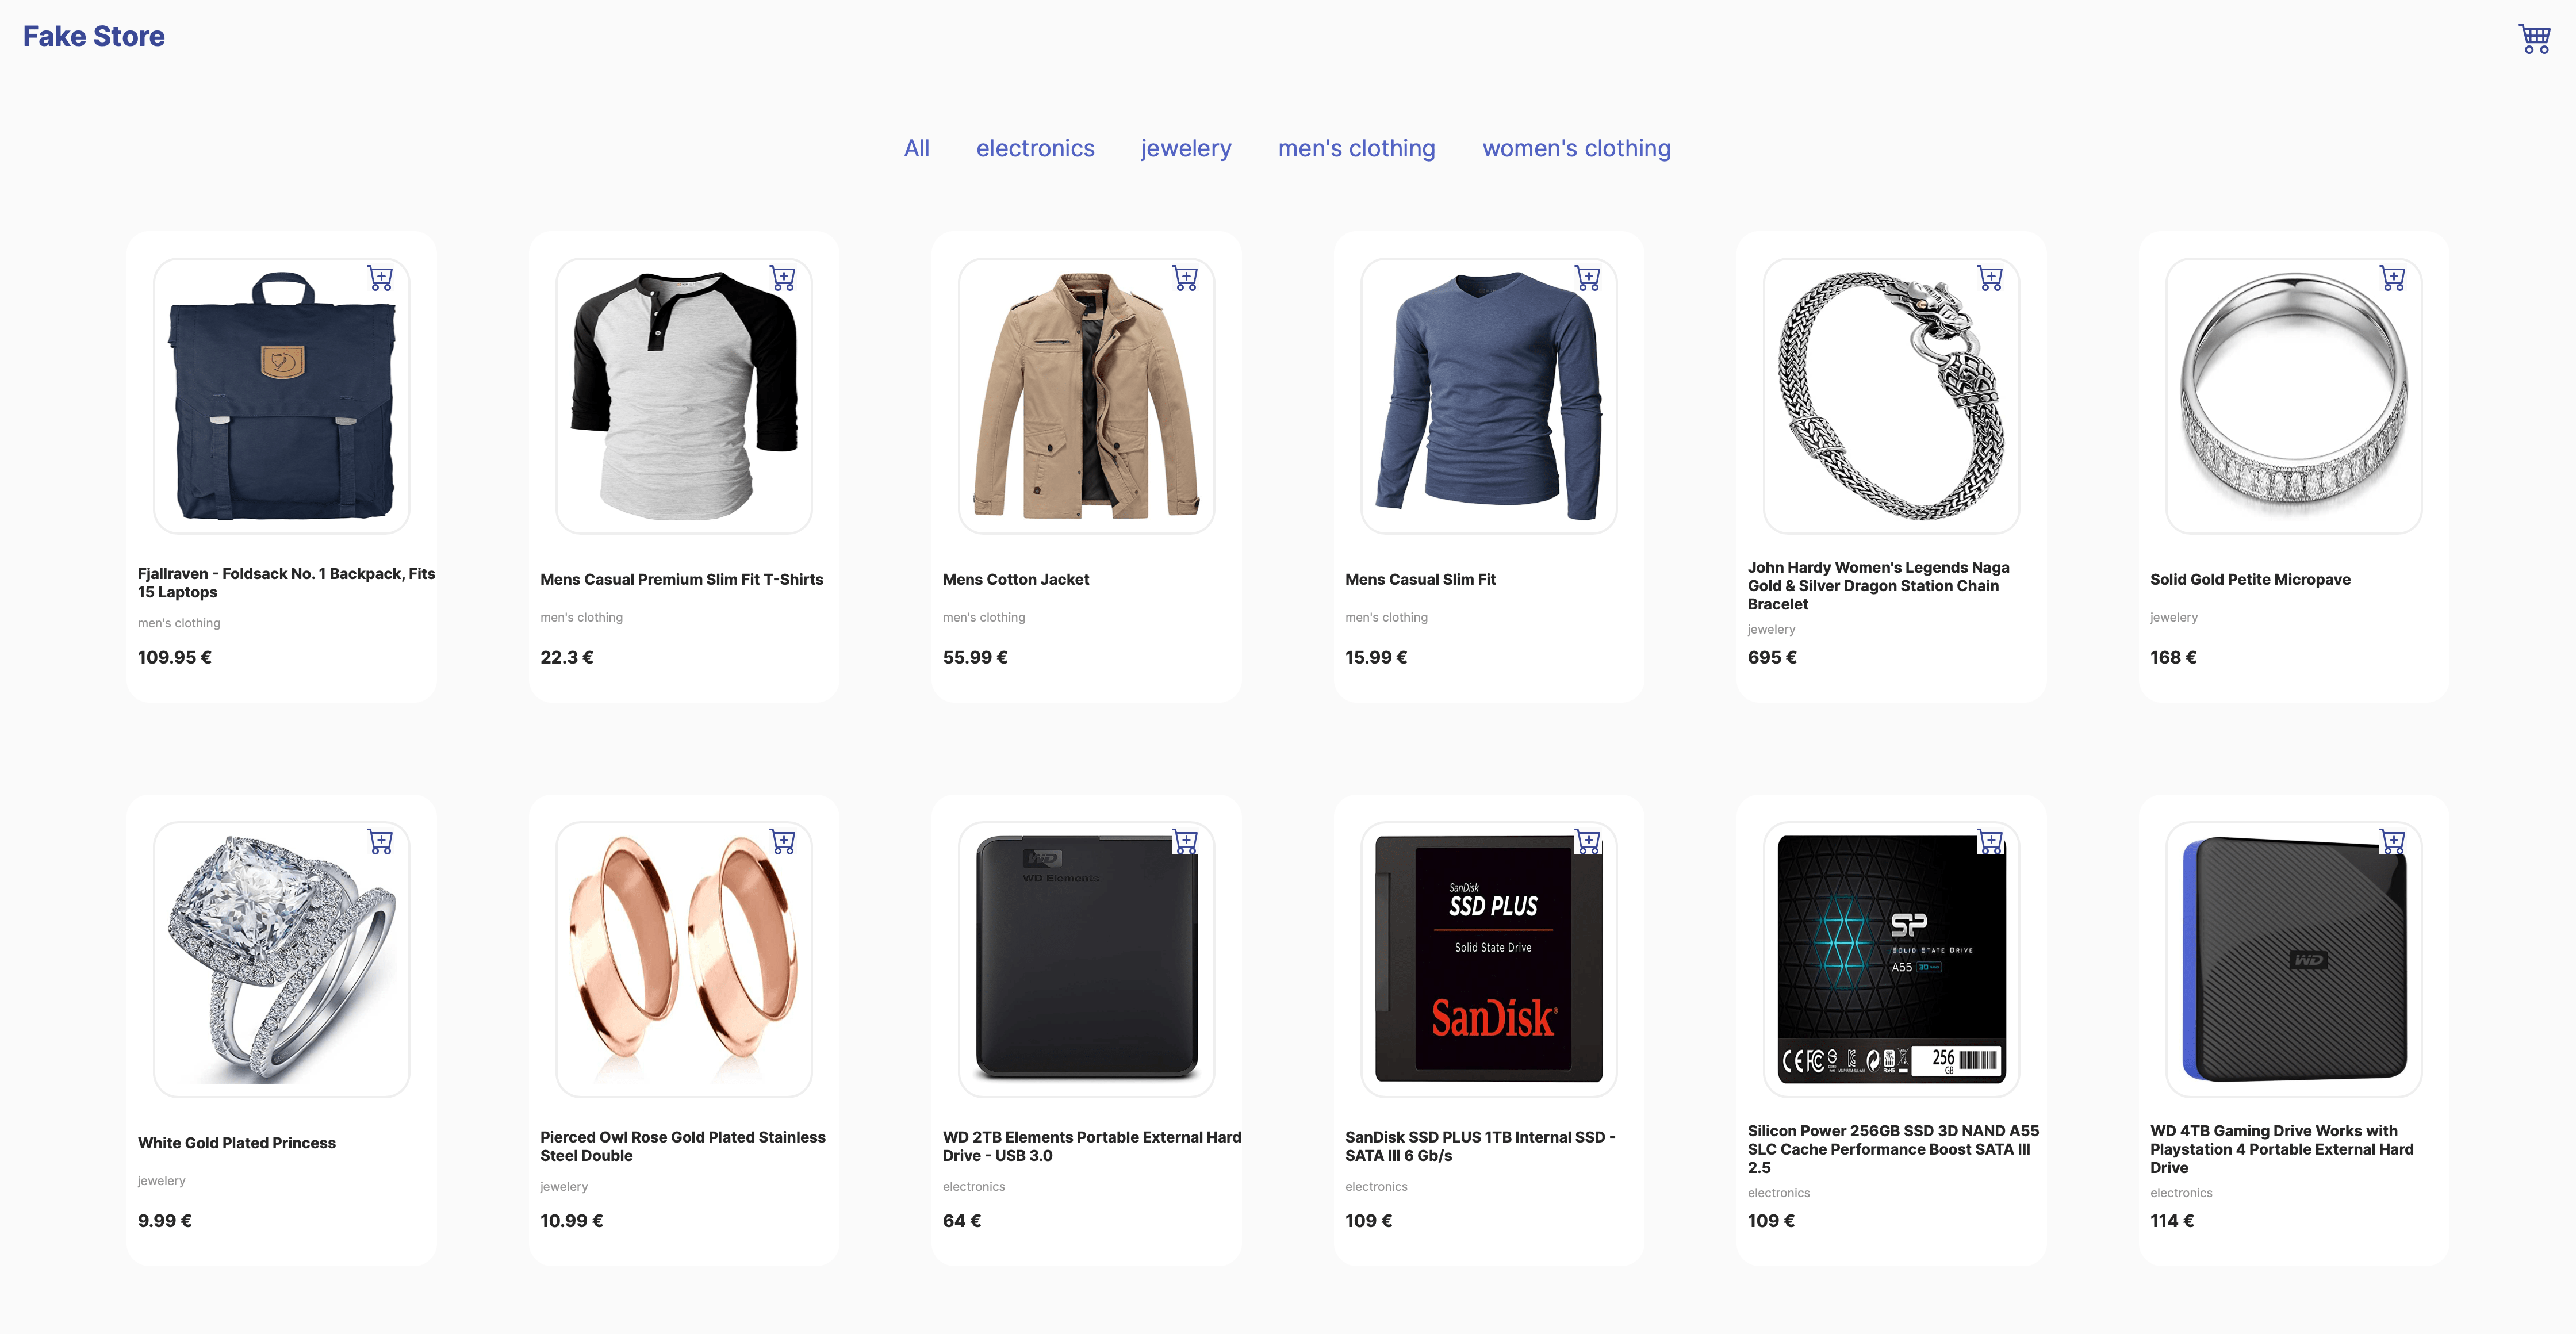 Fake Store
All electronics jewelery men's clothing women's clothing
Fjallraven - Foldsack No. 1 Backpack, Fits
15 Laptops
men's clothing
109.95 €
Mens Casual Premium Slim Fit T-Shirts
men's clothing
22.3 €
Mens Cotton Jacket
men's clothing
55.99 €
Mens Casual Slim Fit
men's clothing
15.99 €
John Hardy Women's Legends Naga
Gold & Silver Dragon Station Chain
Bracelet
jewelery
695 €
Solid Gold Petite Micropave
jewelery
168 €
White Gold Plated Princess
jewelery
9.99 €
Pierced Owl Rose Gold Plated Stainless
Steel Double
jewelery
10.99 €
WD
WD Elements
WD 2TB Elements Portable External Hard
Drive - USB 3.0
electronics
64 €
SanDisk
SSD PLUS
Solid State Drive
SanDisk
SanDisk SSD PLUS 1TB Internal SSD -
SATA III 6 Gb/s
electronics
109 €
SP
SOLID STATE DRIVE
A55
256
GB
Silicon Power 256GB SSD 3D NAND A55
SLC Cache Performance Boost SATA III
2.5
electronics
109 €
WD
WD 4TB Gaming Drive Works with
Playstation 4 Portable External Hard
Drive
electronics
114 €